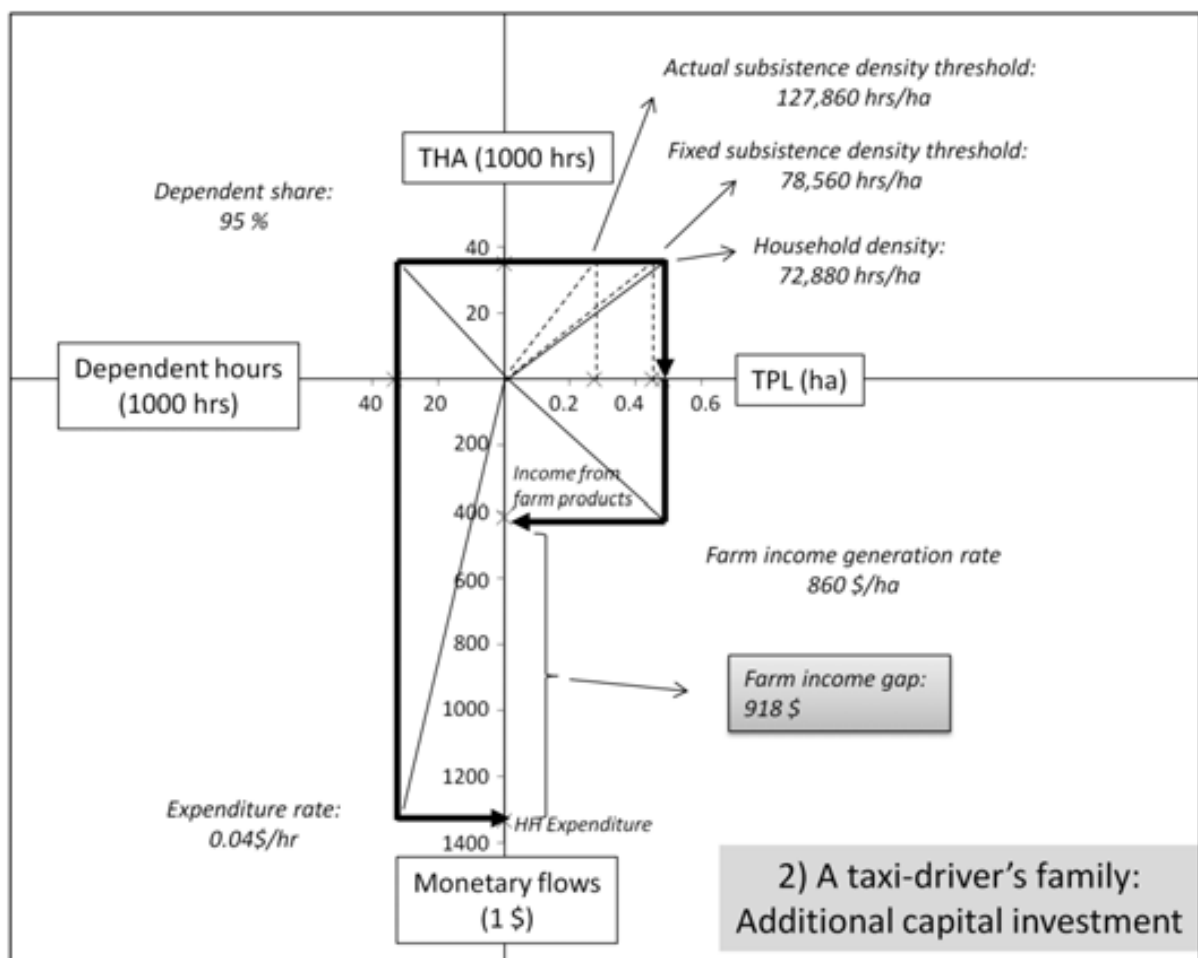 Actual subsistence density threshold:
127,860 hrs/ha
THA (1000 hrs)
Fixed subsistence density threshold:
78,560 hrs/ha
Dependent share:
95 %
Household density:
72,880 hrs/ha
40
20
Dependent hours
(1000 hrs)
TPL (ha)
40 20 0.2 0.4 0.6
200
Income from
farm products
400
Farm income generation rate
860 $/ha
600
800
Farm income gap:
918 $
1000
1200
Expenditure rate:
0.04$/hr
HH Expenditure
1400
Monetary flows
(1 $)
2) A taxi-driver's family:
Additional capital investment